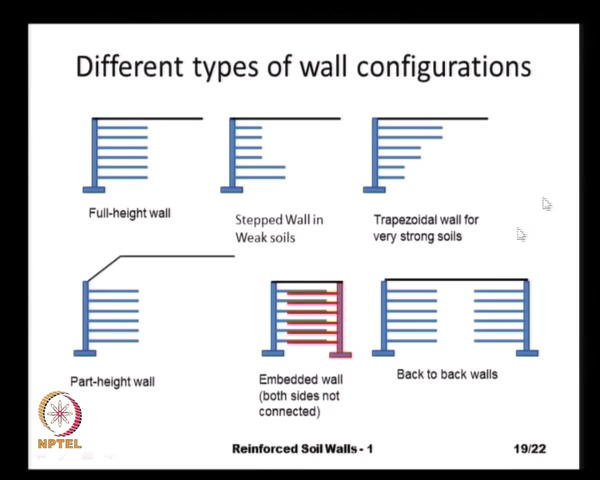 Different types of wall configurations
Full-height wall
Stepped Wall in
Weak soils
Trapezoidal wall for
very strong soils
Part-height wall
Embedded wall
(both sides not
connected)
Back to back walls
NPTEL
Reinforced Soil Walls - 1
19/22